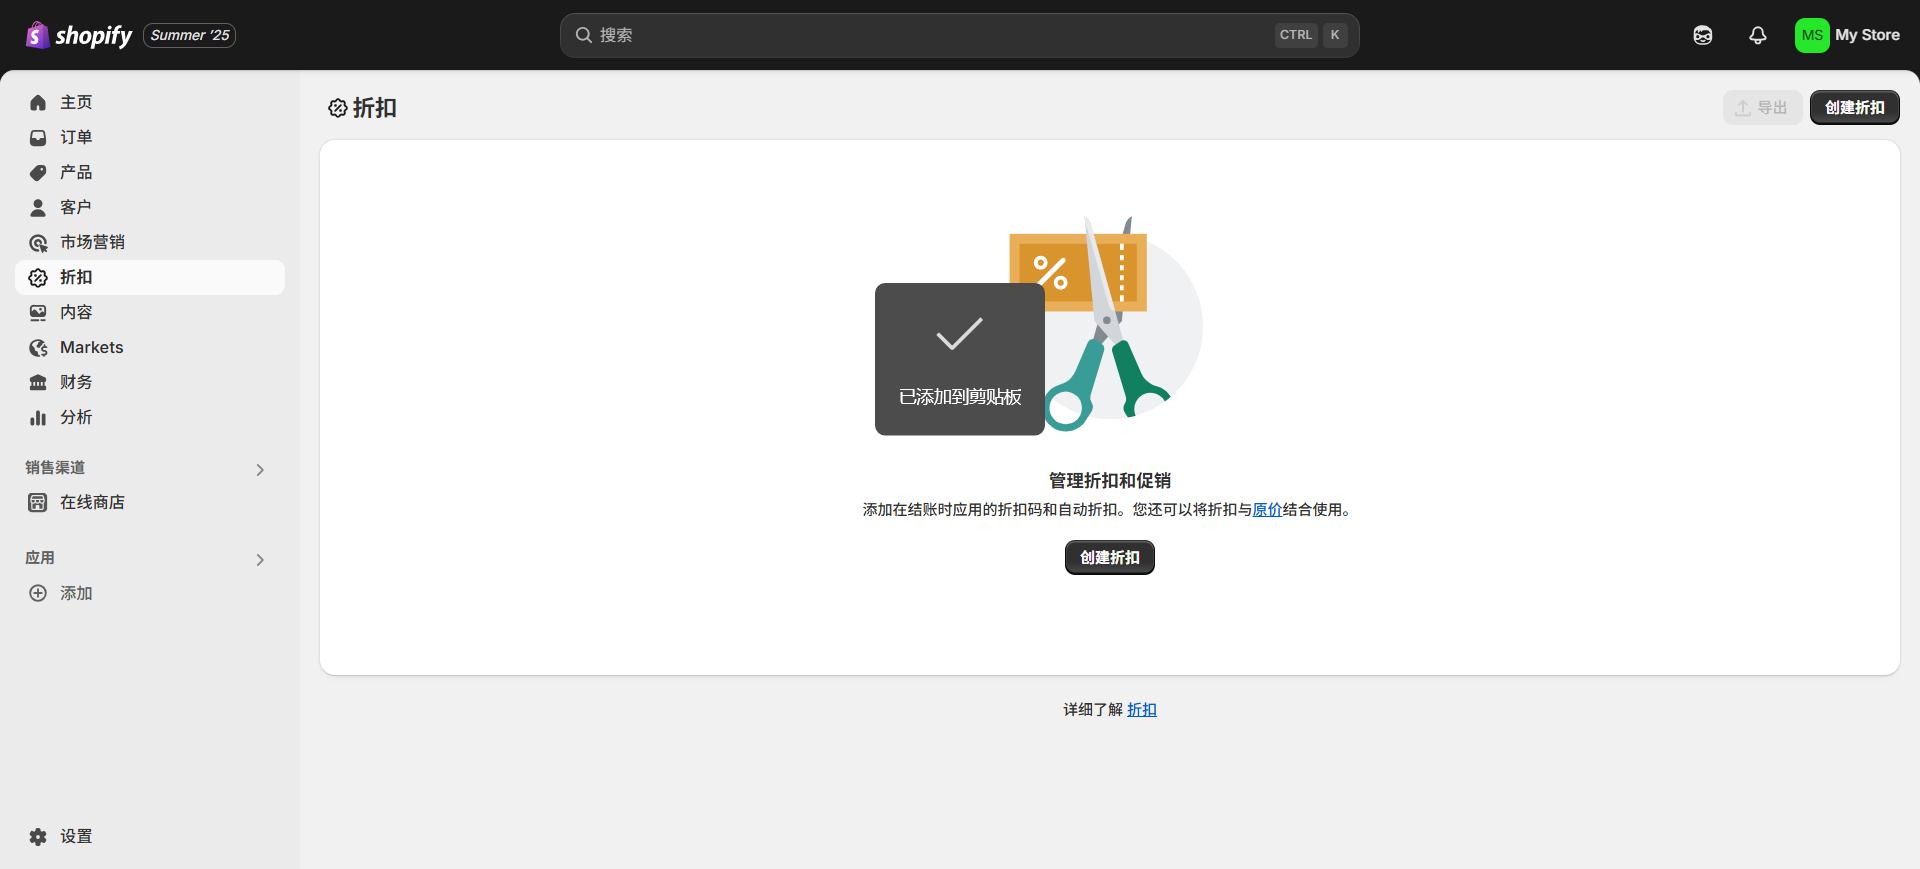 shopify Summer '25
搜索 CTRL K
MS My Store
主页
订单
产品
客户
市场营销
折扣
内容
Markets
财务
分析
销售渠道
在线商店
应用
添加
设置
折扣
导出 创建折扣
%
已添加到剪贴板
管理折扣和促销
添加在结账时应用的折扣码和自动折扣。您还可以将折扣与原价结合使用。
创建折扣
详细了解 折扣